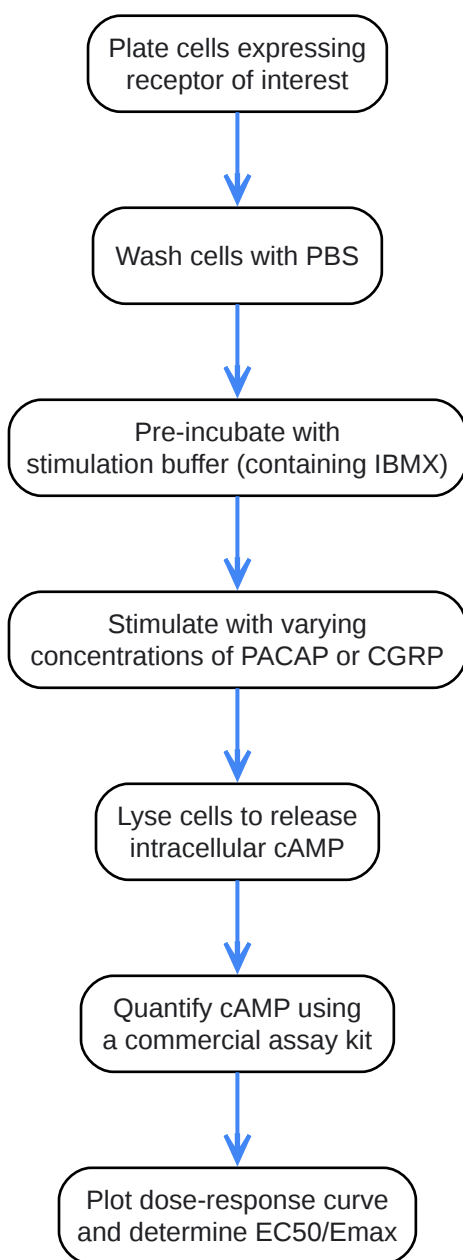 Plate cells expressing
receptor of interest
Wash cells with PBS
Pre-incubate with
stimulation buffer (containing IBMX)
Stimulate with varying
concentrations of PACAP or CGRP
Lyse cells to release
intracellular cAMP
Quantify cAMP using
a commercial assay kit
Plot dose-response curve
and determine EC50/Emax